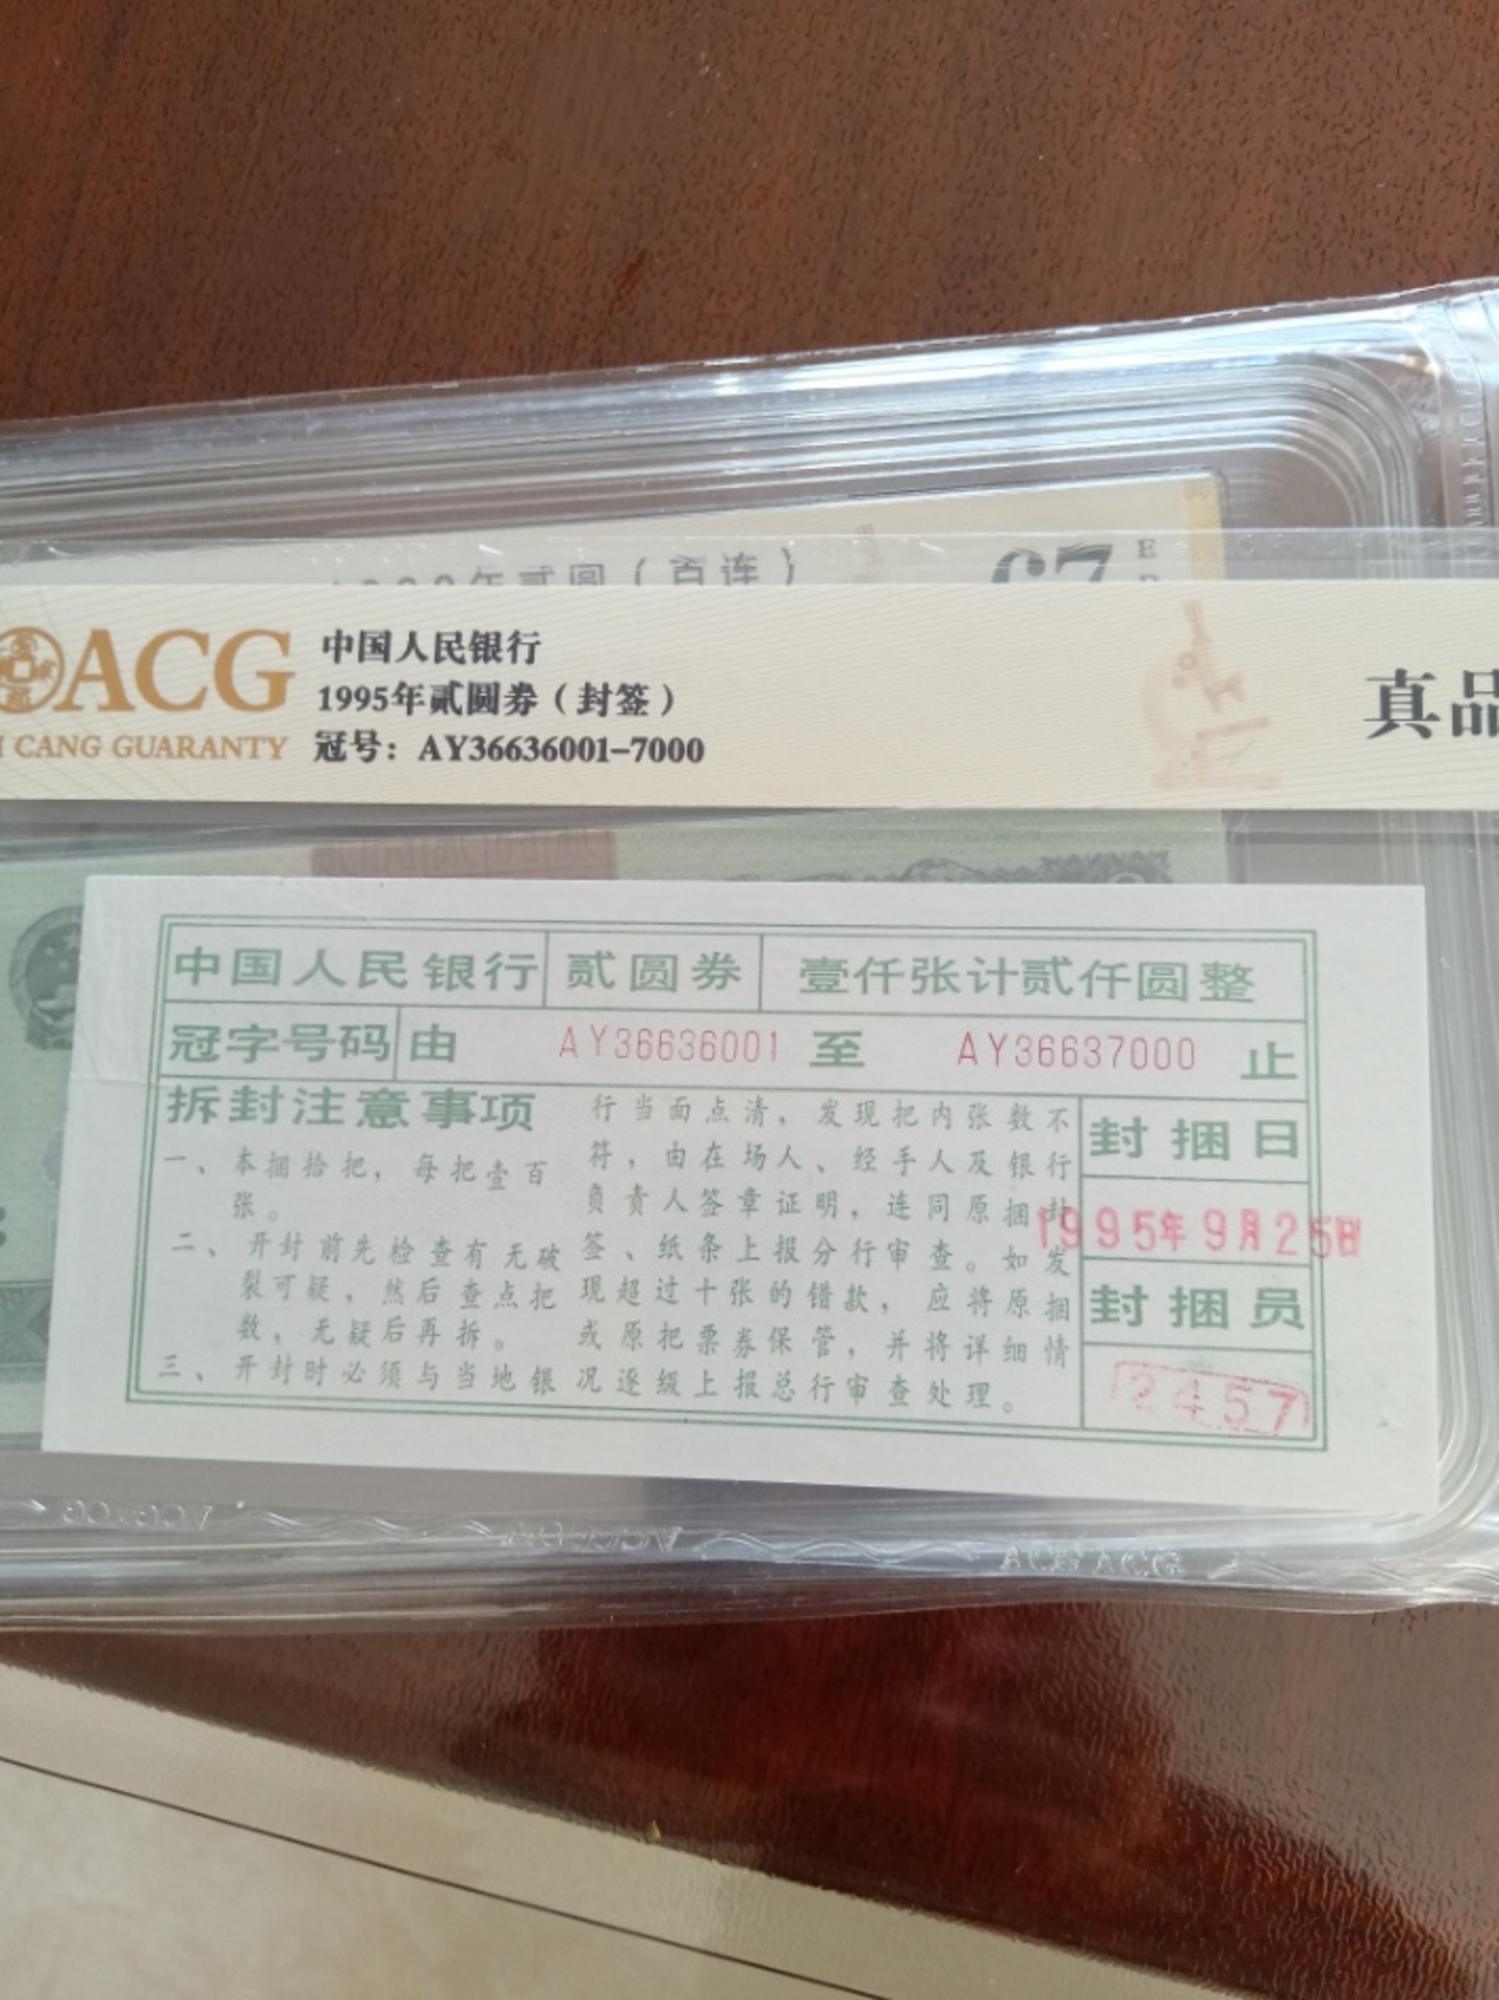 年贰圆（百连）
67
ACG
中国人民银行
1995年贰圆券（封签）
CANG GUARANTY
冠号：AY36636001-7000
真品
中国人民银行 贰圆券 壹仟张计贰仟圆整
冠字号码 由 AY36636001 至 AY36637000 止
拆封注意事项
一、本捆拾把，每把壹百
张。
二、开封前先检查有无破
裂可疑，然后查点把
数，无疑后再拆。
三、开封时必须与当地银
行当面点清，发现把内张数不
符，由在场人、经手人及银行
负责人签章证明，连同原捆封
签、纸条上报分行审查。如发
现超过十张的错款，应将原捆
或原把票券保管，并将详细情
况逐级上报总行审查处理。
封捆日
1995年9月25日
封捆员
2457
ACG ACG